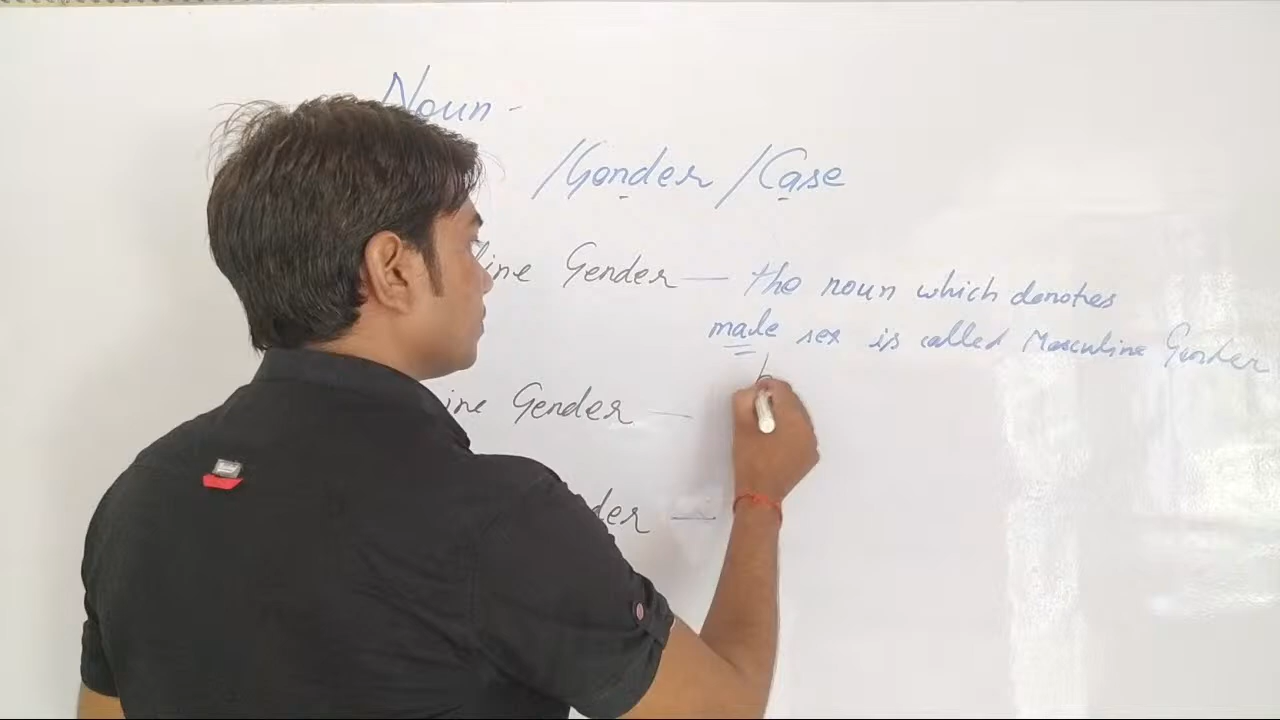 Noun -
/Gender /Case
line Gender — the noun which denotes
male sex is called Masculine Gender
ine Gender —
der —